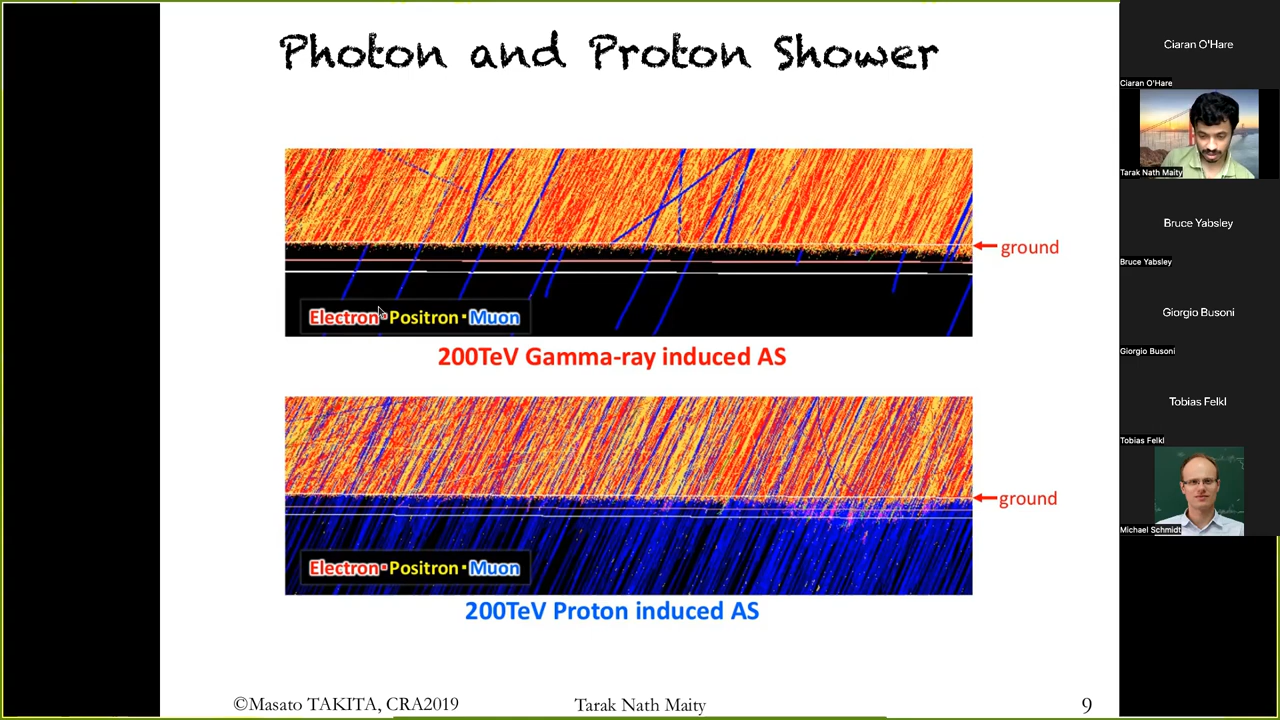 Photon and Proton Shower
ground
Electron・Positron・Muon
200TeV Gamma-ray induced AS
ground
Electron・Positron・Muon
200TeV Proton induced AS
©Masato TAKITA, CRA2019
Tarak Nath Maity
9
Ciaran O'Hare
Ciaran O'Hare
Tarak Nath Maity
Bruce Yabsley
Bruce Yabsley
Giorgio Busoni
Giorgio Busoni
Tobias Felkl
Tobias Felkl
Michael Schmidt